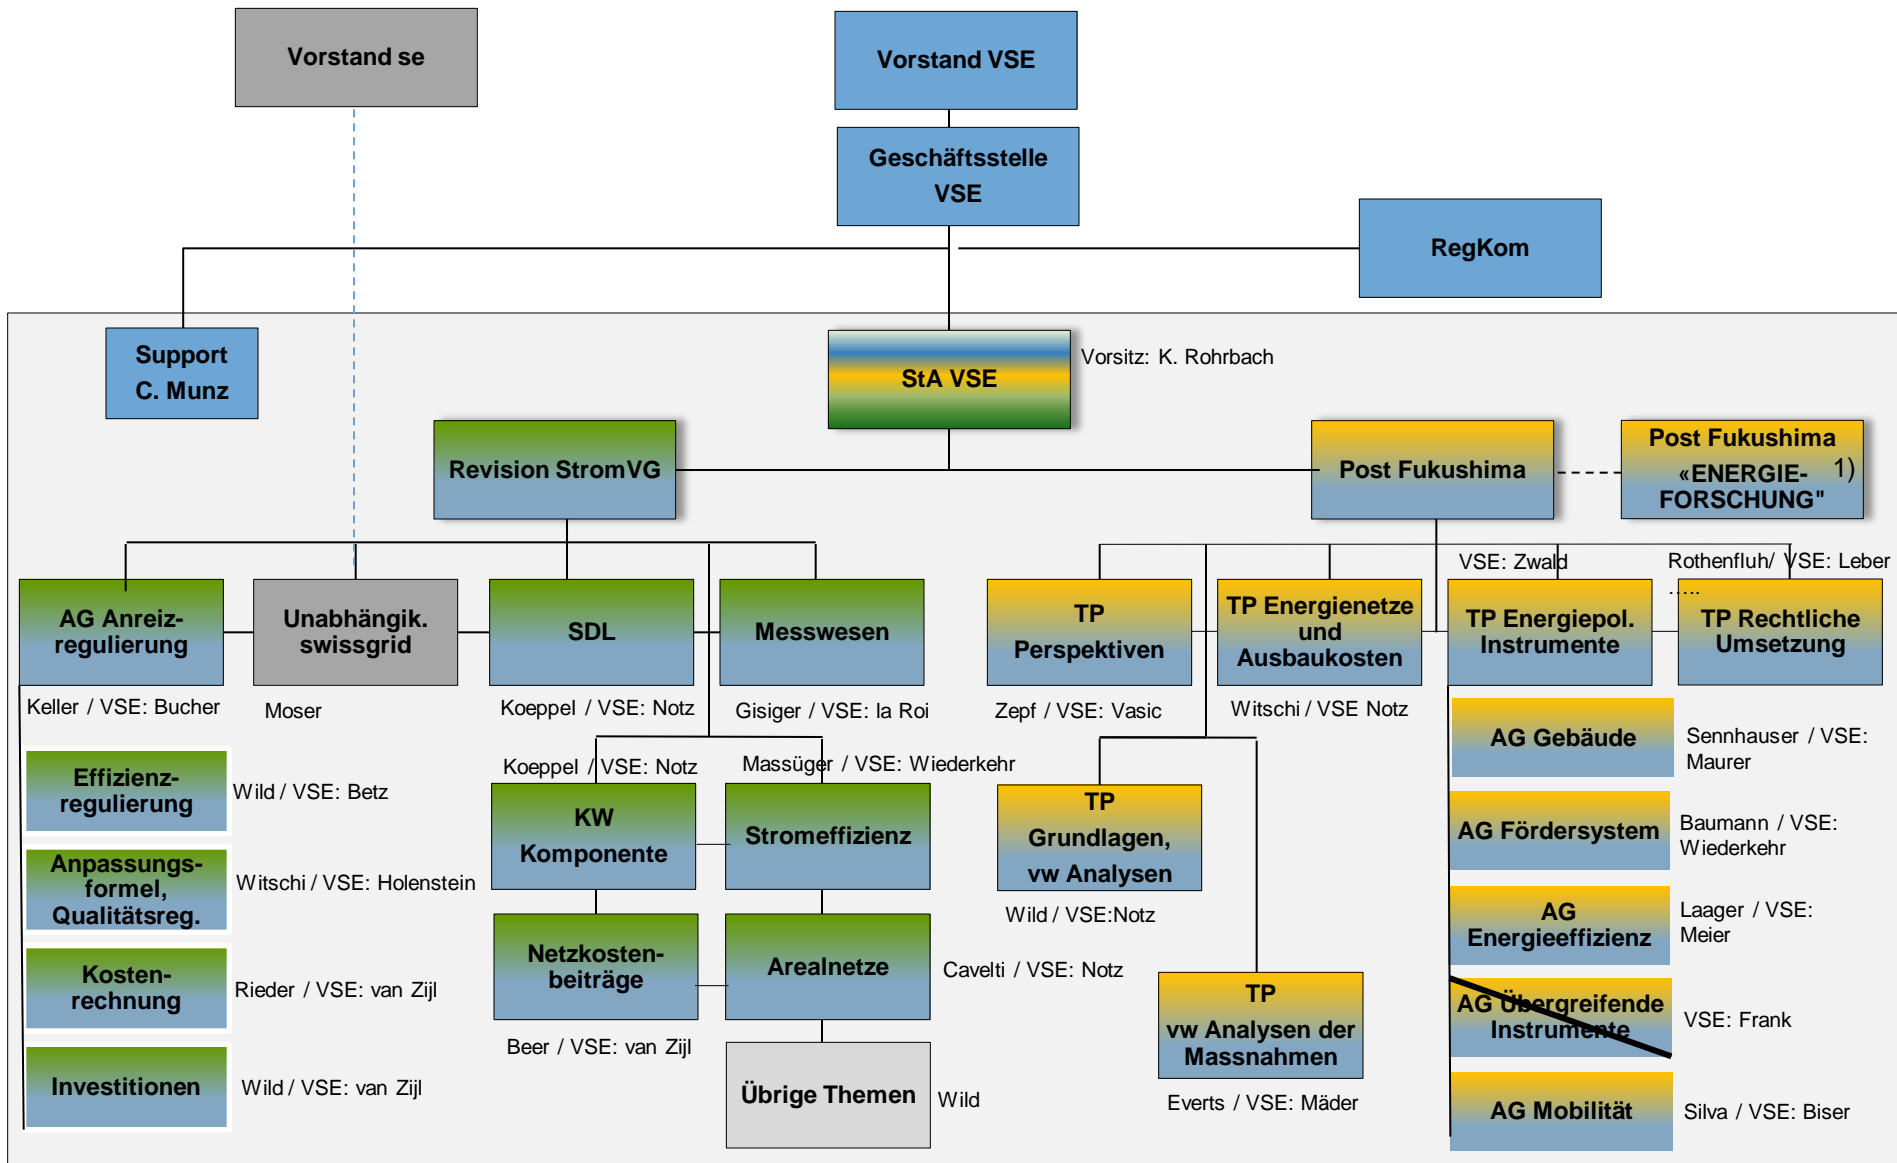 Vorstand se
Vorstand VSE
Geschäftsstelle
VSE
RegKom
Support
C. Munz
StA VSE
Vorsitz: K. Rohrbach
Revision StromVG
Post Fukushima
Post Fukushima
«ENERGIE-
FORSCHUNG"
1)
VSE: Zwald
Rothenfluh/ VSE: Leber
.....
AG Anreiz-
regulierung
Unabhängik.
swissgrid
SDL
Messwesen
TP
Perspektiven
TP Energienetze
und
Ausbaukosten
TP Energiepol.
Instrumente
TP Rechtliche
Umsetzung
Keller / VSE: Bucher
Moser
Koeppel / VSE: Notz
Gisiger / VSE: la Roi
Zepf / VSE: Vasic
Witschi / VSE Notz
Effizienz-
regulierung
Wild / VSE: Betz
Anpassungs-
formel,
Qualitätsreg.
Witschi / VSE: Holenstein
Kosten-
rechnung
Rieder / VSE: van Zijl
Investitionen
Wild / VSE: van Zijl
Koeppel / VSE: Notz
Massüger / VSE: Wiederkehr
KW
Komponente
Stromeffizienz
Netzkosten-
beiträge
Arealnetze
Cavelti / VSE: Notz
Beer / VSE: van Zijl
Übrige Themen
Wild
TP
Grundlagen,
vw Analysen
Wild / VSE:Notz
TP
vw Analysen der
Massnahmen
Everts / VSE: Mäder
AG Gebäude
Sennhauser / VSE:
Maurer
AG Fördersystem
Baumann / VSE:
Wiederkehr
AG
Energieeffizienz
Laager / VSE:
Meier
AG Übergreifende
Instrumente
VSE: Frank
AG Mobilität
Silva / VSE: Biser